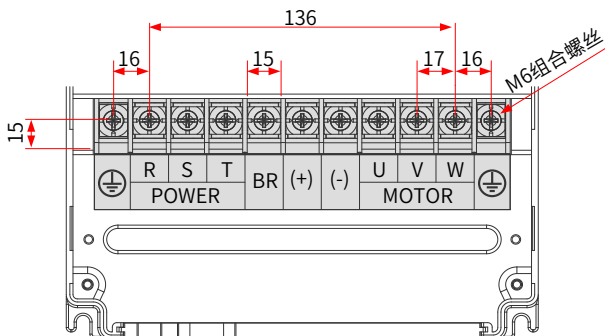 136
16 15 17 16
M6组合螺丝
15
R S T BR (+) (-) U V W
POWER MOTOR